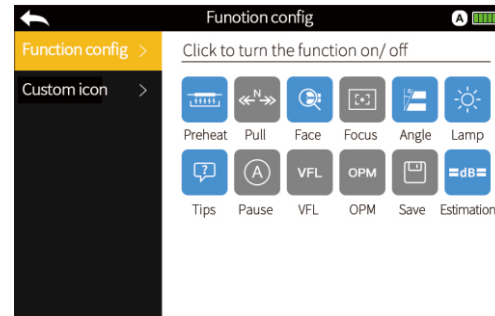 Funotion config
A
Function config >
Click to turn the function on/ off
Custom icon >
N
Preheat Pull Face Focus Angle Lamp
? A VFL OPM =dB=
Tips Pause VFL OPM Save Estimation